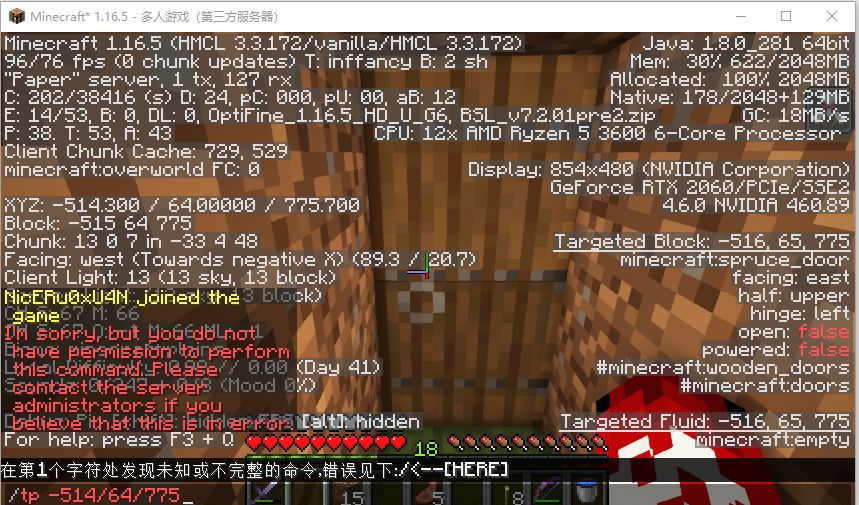 Minecraft* 1.16.5 - 多人游戏（第三方服务器）
Minecraft 1.16.5 (HMCL 3.3.172/vanilla/HMCL 3.3.172)
96/76 fps (0 chunk updates) T: inffancy B: 2 sh
"Paper" server, 1 tx, 127 rx
C: 202/38416 (s) D: 24, pC: 000, pU: 00, aB: 12
E: 14/53, B: 0, DL: 0, OptiFine_1.16.5_HD_U_G6, BSL_v7.2.01pre2.zip
P: 38, T: 53, A: 43
Client Chunk Cache: 729, 529
minecraft:overworld FC: 0
XYZ: -514.300 / 64.00000 / 775.700
Block: -515 64 775
Chunk: 13 0 7 in -33 4 48
Facing: west (Towards negative X) (89.3 / 20.7)
Client Light: 13 (13 sky, 13 block)
NicERu0xU4N joined the
game
I'm sorry, but you do not
have permission to perform
this command. Please
contact the server
administrators if you
believe that this is in error.
(Day 41)
(Mood 0%)
[alt]: hidden
For help: press F3 + Q
Java: 1.8.0_281 64bit
Mem: 30% 622/2048MB
Allocated: 100% 2048MB
Native: 178/2048+129MB
GC: 18MB/s
CPU: 12x AMD Ryzen 5 3600 6-Core Processor
Display: 854x480 (NVIDIA Corporation)
GeForce RTX 2060/PCIe/SSE2
4.6.0 NVIDIA 460.89
Targeted Block: -516, 65, 775
minecraft:spruce_door
facing: east
half: upper
hinge: left
open: false
powered: false
#minecraft:wooden_doors
#minecraft:doors
Targeted Fluid: -516, 65, 775
minecraft:empty
18
在第1个字符处发现未知或不完整的命令,错误见下:/<--[HERE]
15
5
8
/tp -514/64/775_